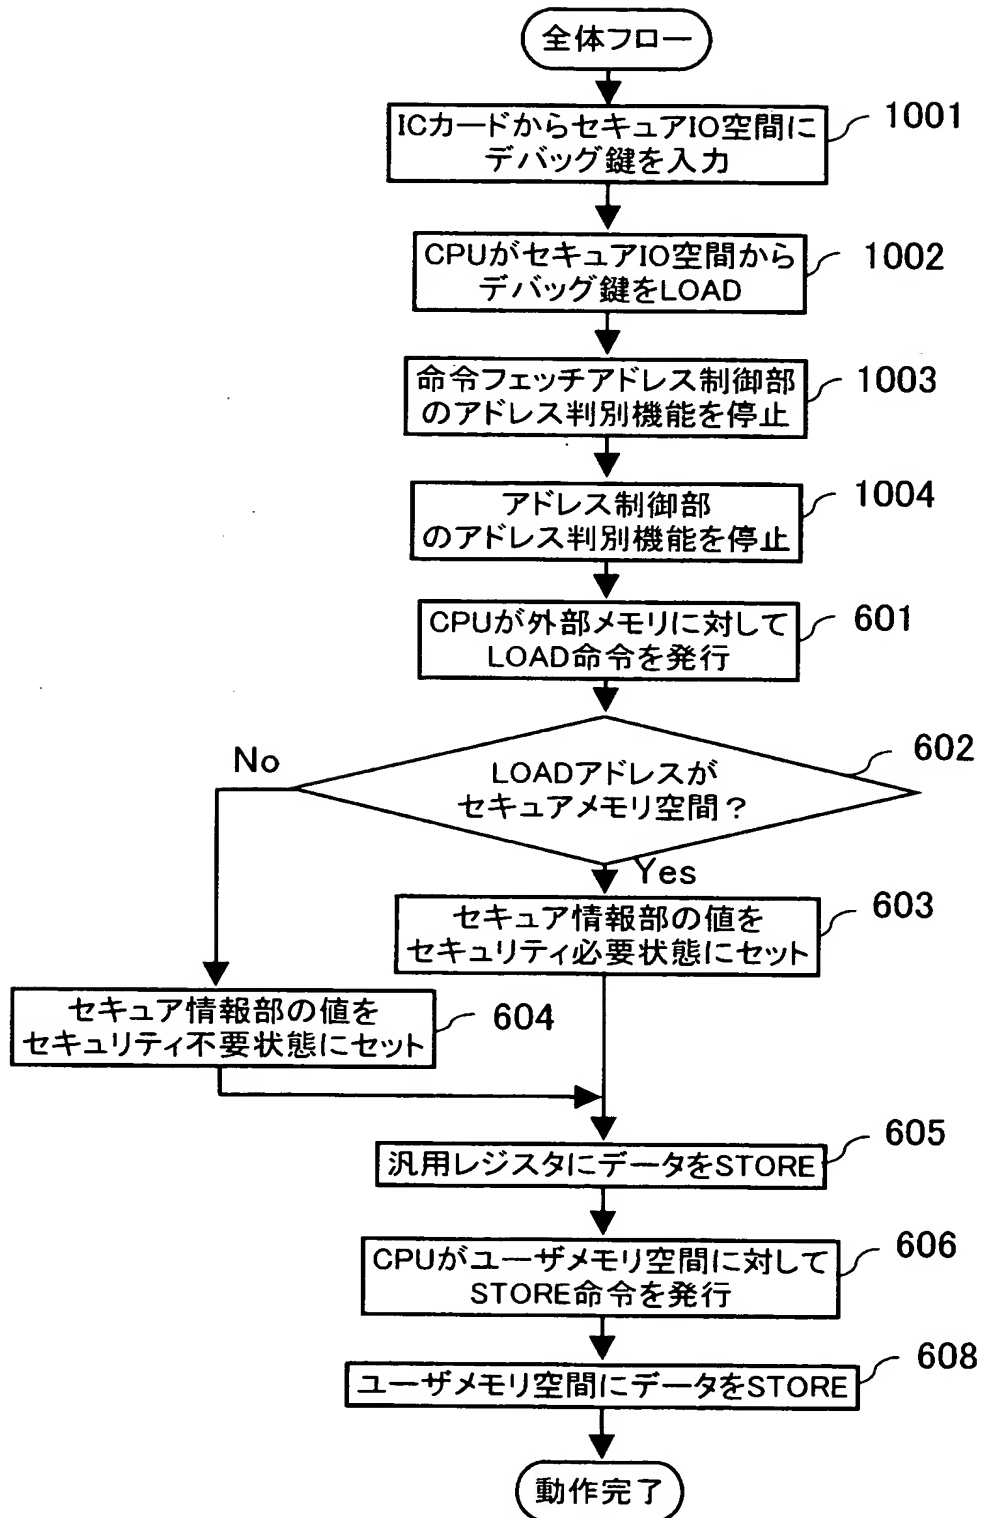 全体フロー
ICカードからセキュアIO空間に
デバッグ鍵を入力
1001
CPUがセキュアIO空間から
デバッグ鍵をLOAD
1002
命令フェッチアドレス制御部
のアドレス判別機能を停止
1003
アドレス制御部
のアドレス判別機能を停止
1004
CPUが外部メモリに対して
LOAD命令を発行
601
LOADアドレスが
セキュアメモリ空間?
602
No
Yes
セキュア情報部の値を
セキュリティ必要状態にセット
603
セキュア情報部の値を
セキュリティ不要状態にセット
604
汎用レジスタにデータをSTORE
605
CPUがユーザメモリ空間に対して
STORE命令を発行
606
ユーザメモリ空間にデータをSTORE
608
動作完了